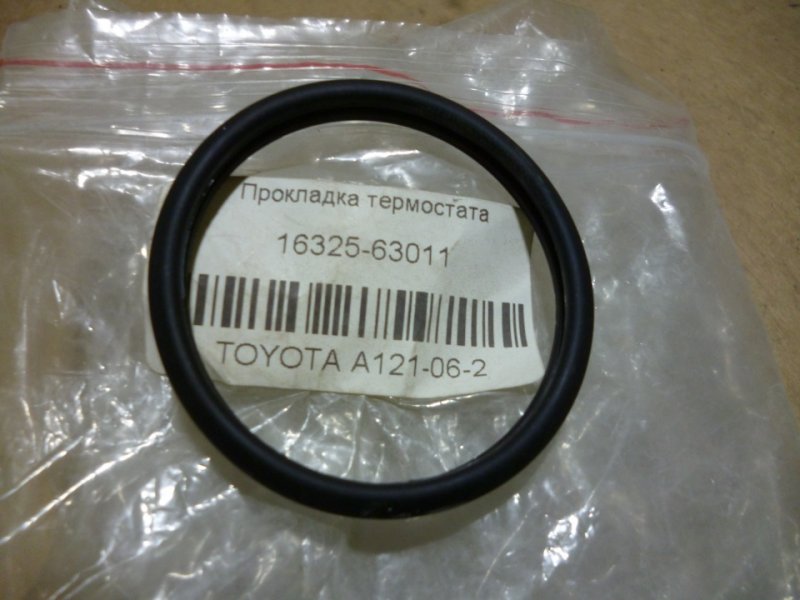 Прокладка термостата
16325-63011
TOYOTA A121-06-2